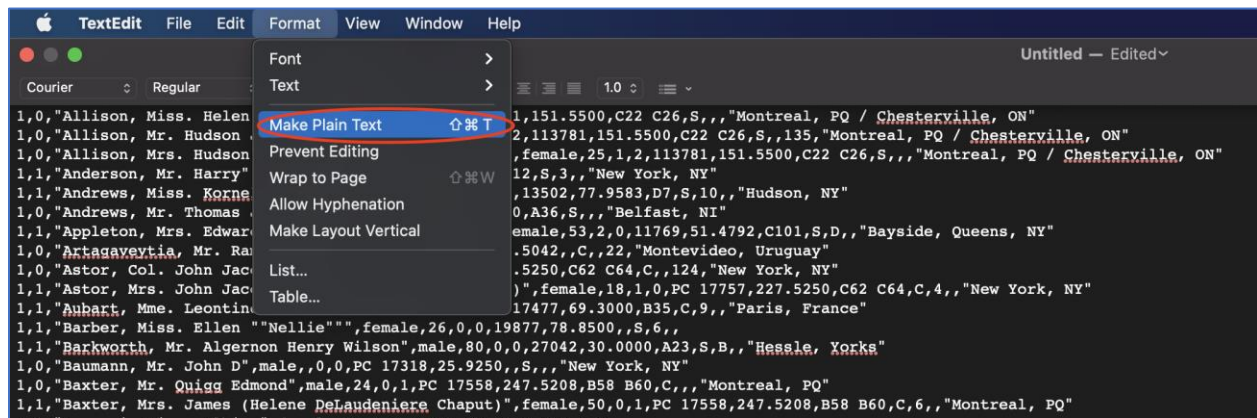 TextEdit File Edit Format View Window Help
Untitled — Edited
Courier Regular 1.0
Font
Text
Make Plain Text ⇧⌘T
Prevent Editing
Wrap to Page ⇧⌘W
Allow Hyphenation
Make Layout Vertical
List...
Table...
1,0,"Allison, Miss. Helen 1,151.5500,C22 C26,S,,,"Montreal, PQ / Chesterville, ON"
1,0,"Allison, Mr. Hudson 2,113781,151.5500,C22 C26,S,,135,"Montreal, PQ / Chesterville, ON"
1,0,"Allison, Mrs. Hudson ,female,25,1,2,113781,151.5500,C22 C26,S,,,"Montreal, PQ / Chesterville, ON"
1,1,"Anderson, Mr. Harry" 12,S,3,,"New York, NY"
1,1,"Andrews, Miss. Korne ,13502,77.9583,D7,S,10,,"Hudson, NY"
1,0,"Andrews, Mr. Thomas 0,A36,S,,,"Belfast, NI"
1,1,"Appleton, Mrs. Edwar emale,53,2,0,11769,51.4792,C101,S,D,,"Bayside, Queens, NY"
1,0,"Artagaveytia, Mr. Ra .5042,,C,,22,"Montevideo, Uruguay"
1,0,"Astor, Col. John Jac .5250,C62 C64,C,,124,"New York, NY"
1,1,"Astor, Mrs. John Jac )",female,18,1,0,PC 17757,227.5250,C62 C64,C,4,,"New York, NY"
1,1,"Aubart, Mme. Leontin 17477,69.3000,B35,C,9,,"Paris, France"
1,1,"Barber, Miss. Ellen ""Nellie""",female,26,0,0,19877,78.8500,,S,6,,
1,1,"Barkworth, Mr. Algernon Henry Wilson",male,80,0,0,27042,30.0000,A23,S,B,,"Hessle, Yorks"
1,0,"Baumann, Mr. John D",male,,0,0,PC 17318,25.9250,,S,,,"New York, NY"
1,0,"Baxter, Mr. Quigg Edmond",male,24,0,1,PC 17558,247.5208,B58 B60,C,,,"Montreal, PQ"
1,1,"Baxter, Mrs. James (Helene DeLaudeniere Chaput)",female,50,0,1,PC 17558,247.5208,B58 B60,C,6,,"Montreal, PQ"